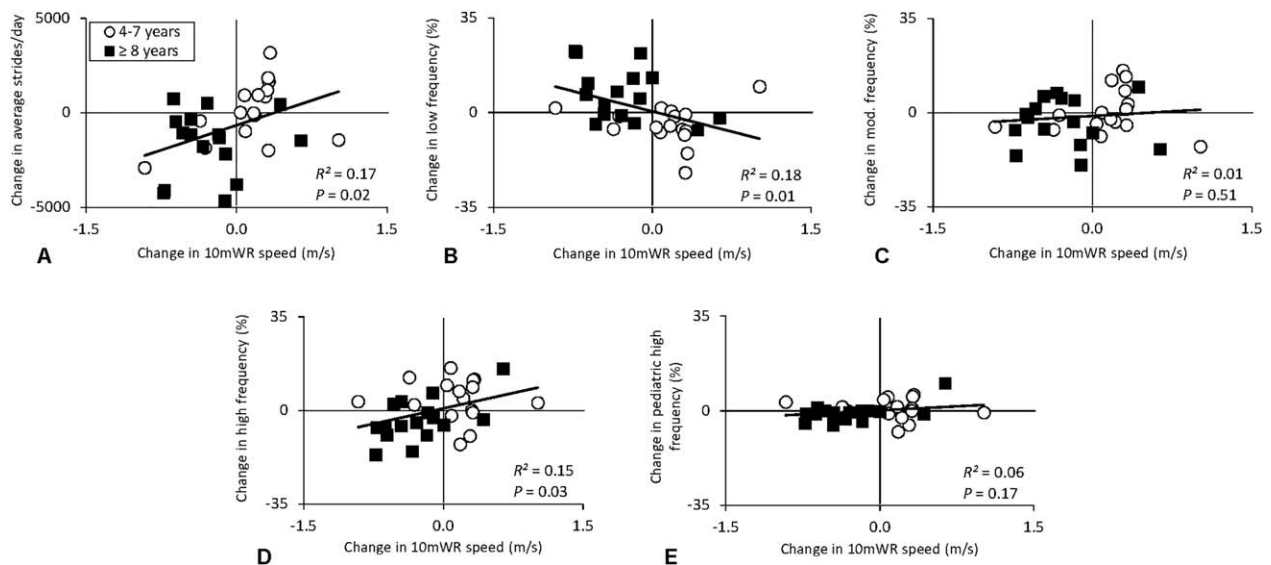 Change in average strides/day
5000
0
-5000
4-7 years
≥ 8 years
R² = 0.17
P = 0.02
-1.5
0.0
1.5
Change in 10mWR speed (m/s)
A
Change in low frequency (%)
35
0
-35
R² = 0.18
P = 0.01
-1.5
0.0
1.5
Change in 10mWR speed (m/s)
B
Change in mod. frequency (%)
35
0
-35
R² = 0.01
P = 0.51
-1.5
0.0
1.5
Change in 10mWR speed (m/s)
C
Change in high frequency (%)
35
0
-35
R² = 0.15
P = 0.03
-1.5
0.0
1.5
Change in 10mWR speed (m/s)
D
Change in pediatric high
frequency (%)
35
0
-35
R² = 0.06
P = 0.17
-1.5
0.0
1.5
Change in 10mWR speed (m/s)
E